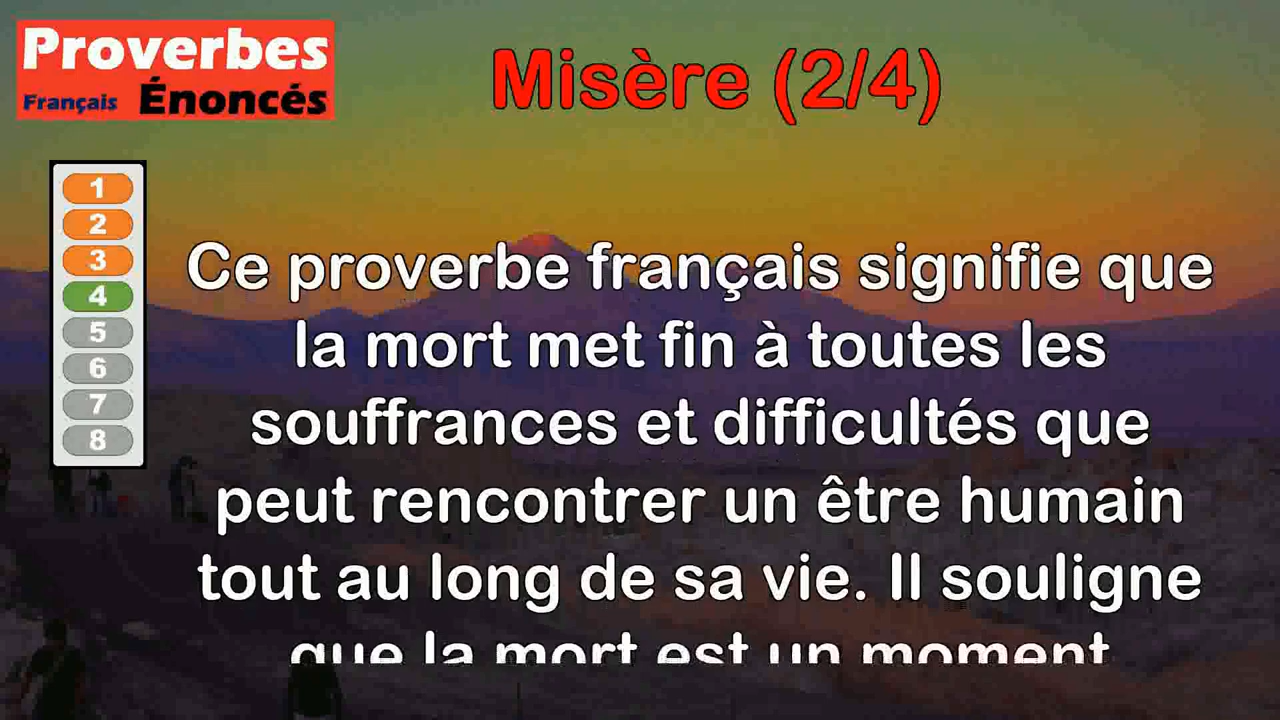 Proverbes
Français Énoncés
Misère (2/4)
1
2
3
4
5
6
7
8
Ce proverbe français signifie que
la mort met fin à toutes les
souffrances et difficultés que
peut rencontrer un être humain
tout au long de sa vie. Il souligne
que la mort est un moment